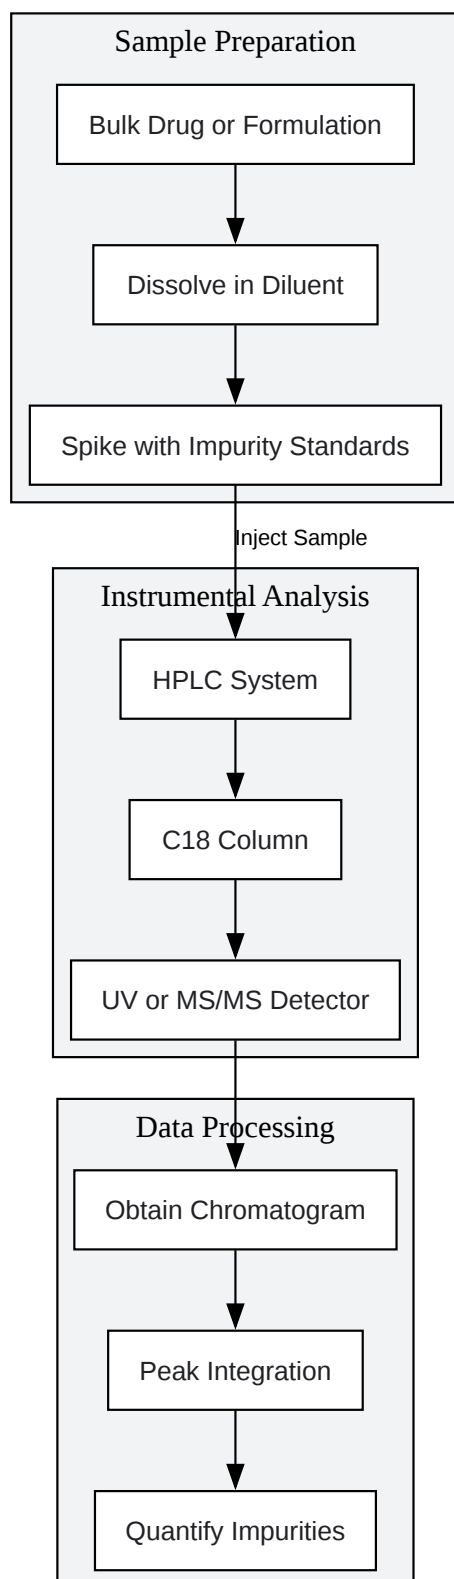 Sample Preparation
Bulk Drug or Formulation
Dissolve in Diluent
Spike with Impurity Standards
Inject Sample
Instrumental Analysis
HPLC System
C18 Column
UV or MS/MS Detector
Data Processing
Obtain Chromatogram
Peak Integration
Quantify Impurities